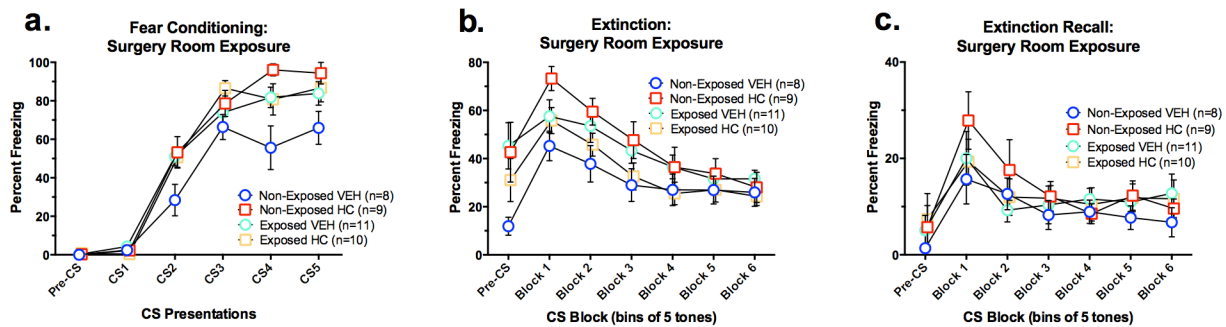 a.
Fear Conditioning:
Surgery Room Exposure
Percent Freezing
100
80
60
40
20
0
Non-Exposed VEH (n=8)
Non-Exposed HC (n=9)
Exposed VEH (n=11)
Exposed HC (n=10)
Pre-CS
CS1
CS2
CS3
CS4
CS5
CS Presentations
b.
Extinction:
Surgery Room Exposure
Percent Freezing
80
60
40
20
0
Non-Exposed VEH (n=8)
Non-Exposed HC (n=9)
Exposed VEH (n=11)
Exposed HC (n=10)
Pre-CS
Block 1
Block 2
Block 3
Block 4
Block 5
Block 6
CS Block (bins of 5 tones)
c.
Extinction Recall:
Surgery Room Exposure
Percent Freezing
40
20
0
Non-Exposed VEH (n=8)
Non-Exposed HC (n=9)
Exposed VEH (n=11)
Exposed HC (n=10)
Pre-CS
Block 1
Block 2
Block 3
Block 4
Block 5
Block 6
CS Block (bins of 5 tones)